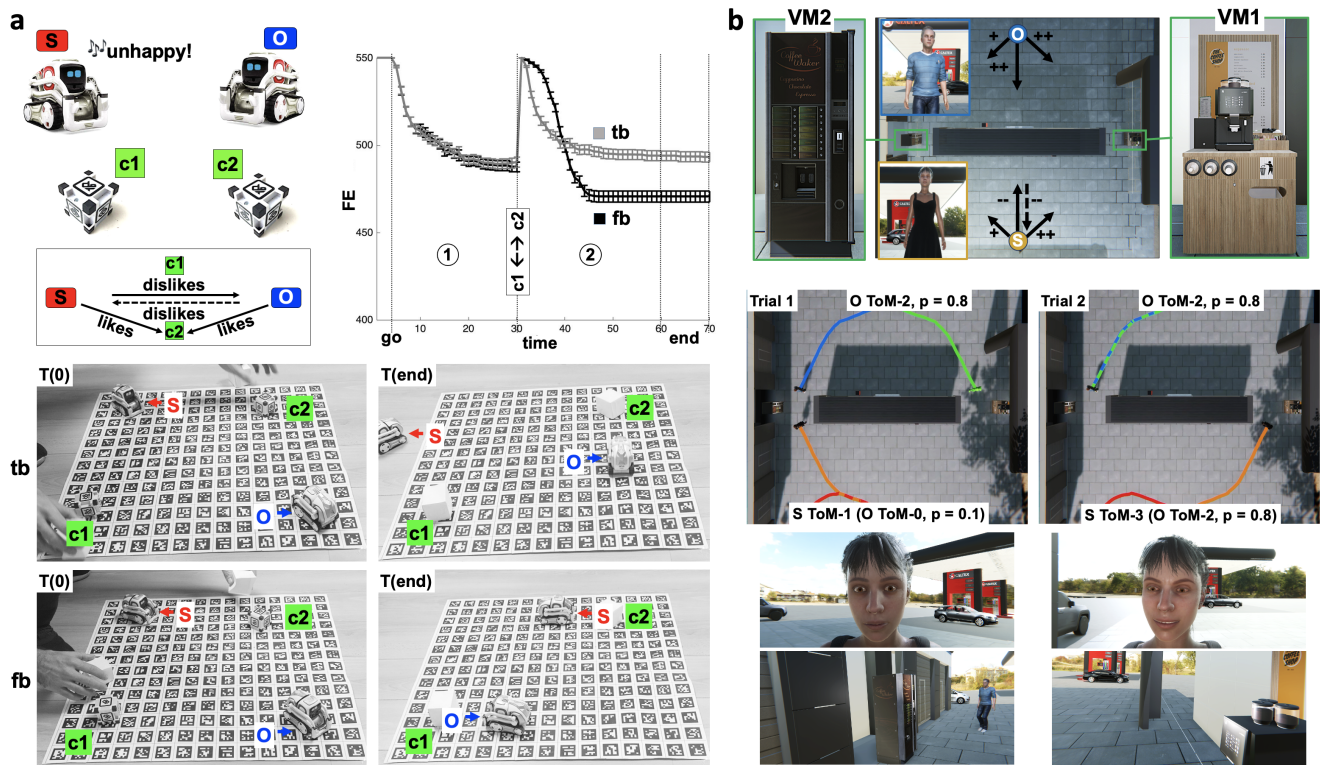 a
S
unhappy!
O
c1
c2
c1
dislikes
S
O
dislikes
likes
c2
likes
550
500
450
400
FE
tb
fb
1
2
c1 ↔ c2
10
20
30
40
50
60
70
go
time
end
T(0)
S
c2
tb
O
c1
T(end)
c2
S
O
c1
T(0)
S
c2
fb
O
c1
T(end)
S
c2
O
c1
b
VM2
Coffee
Waker
O
+
++
++
--
--
+
++
S
VM1
Trial 1
O ToM-2, p = 0.8
S ToM-1 (O ToM-0, p = 0.1)
Trial 2
O ToM-2, p = 0.8
S ToM-3 (O ToM-2, p = 0.8)